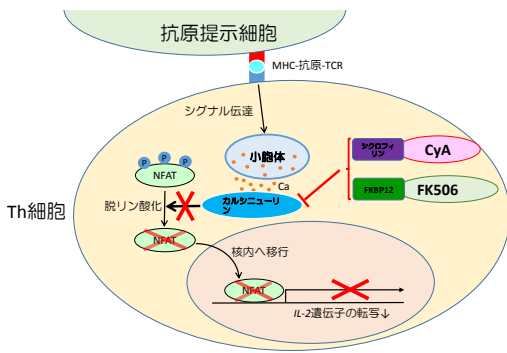 抗原提示細胞
MHC-抗原-TCR
シグナル伝達
小胞体
Ca
シクロフィ
リン
CyA
FKBP12
FK506
P
P
P
NFAT
カルシニューリ
ン
脱リン酸化
Th細胞
NFAT
核内へ移行
NFAT
IL-2遺伝子の転写↓